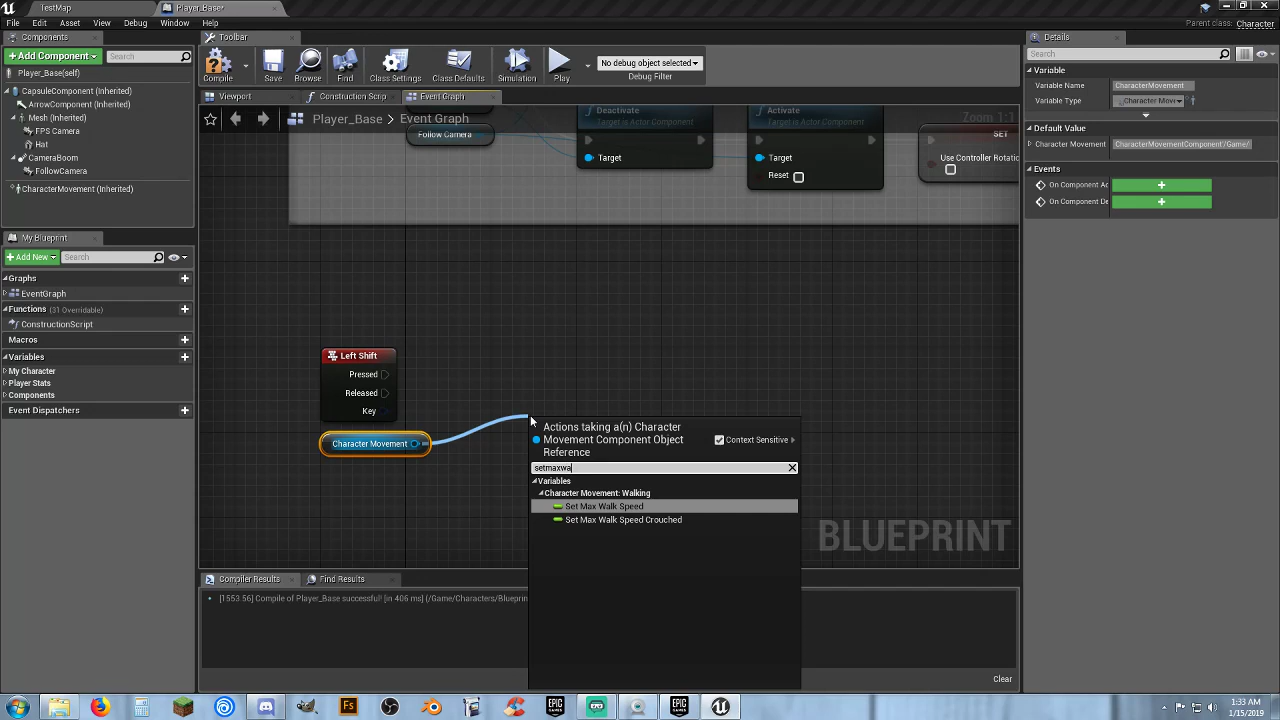 TestMap
Player_Base*
File Edit Asset View Debug Window Help
Parent class: Character
Components
Toolbar
Details
+Add Component
Search
Compile
Save
Browse
Find
Class Settings
Class Defaults
Simulation
Play
No debug object selected
Debug Filter
Search
Player_Base(self)
Variable
Variable Name CharacterMovement
Variable Type Character Move
CapsuleComponent (Inherited)
ArrowComponent (Inherited)
Mesh (Inherited)
FPS Camera
Hat
CameraBoom
FollowCamera
CharacterMovement (Inherited)
Viewport
Construction Scrip
Event Graph
Player_Base > Event Graph
Zoom 1:1
Default Value
Character Movement CharacterMovementComponent'/Game/
Events
On Component Ac
On Component De
Follow Camera
Deactivate
Target is Actor Component
Target
Activate
Target is Actor Component
Target
Reset
SET
Use Controller Rotation
My Blueprint
+Add New
Search
Graphs
EventGraph
Functions (31 Overridable)
ConstructionScript
Macros
Variables
My Character
Player Stats
Components
Event Dispatchers
Left Shift
Pressed
Released
Key
Character Movement
Actions taking a(n) Character
Movement Component Object
Reference
Context Sensitive
setmaxwa
Variables
Character Movement: Walking
Set Max Walk Speed
Set Max Walk Speed Crouched
BLUEPRINT
Compiler Results
Find Results
[1553.56] Compile of Player_Base successful! [in 406 ms] (/Game/Characters/Blueprin
Clear
Fs
EPIC GAMES
EPIC GAMES
1:33 AM
1/15/2019